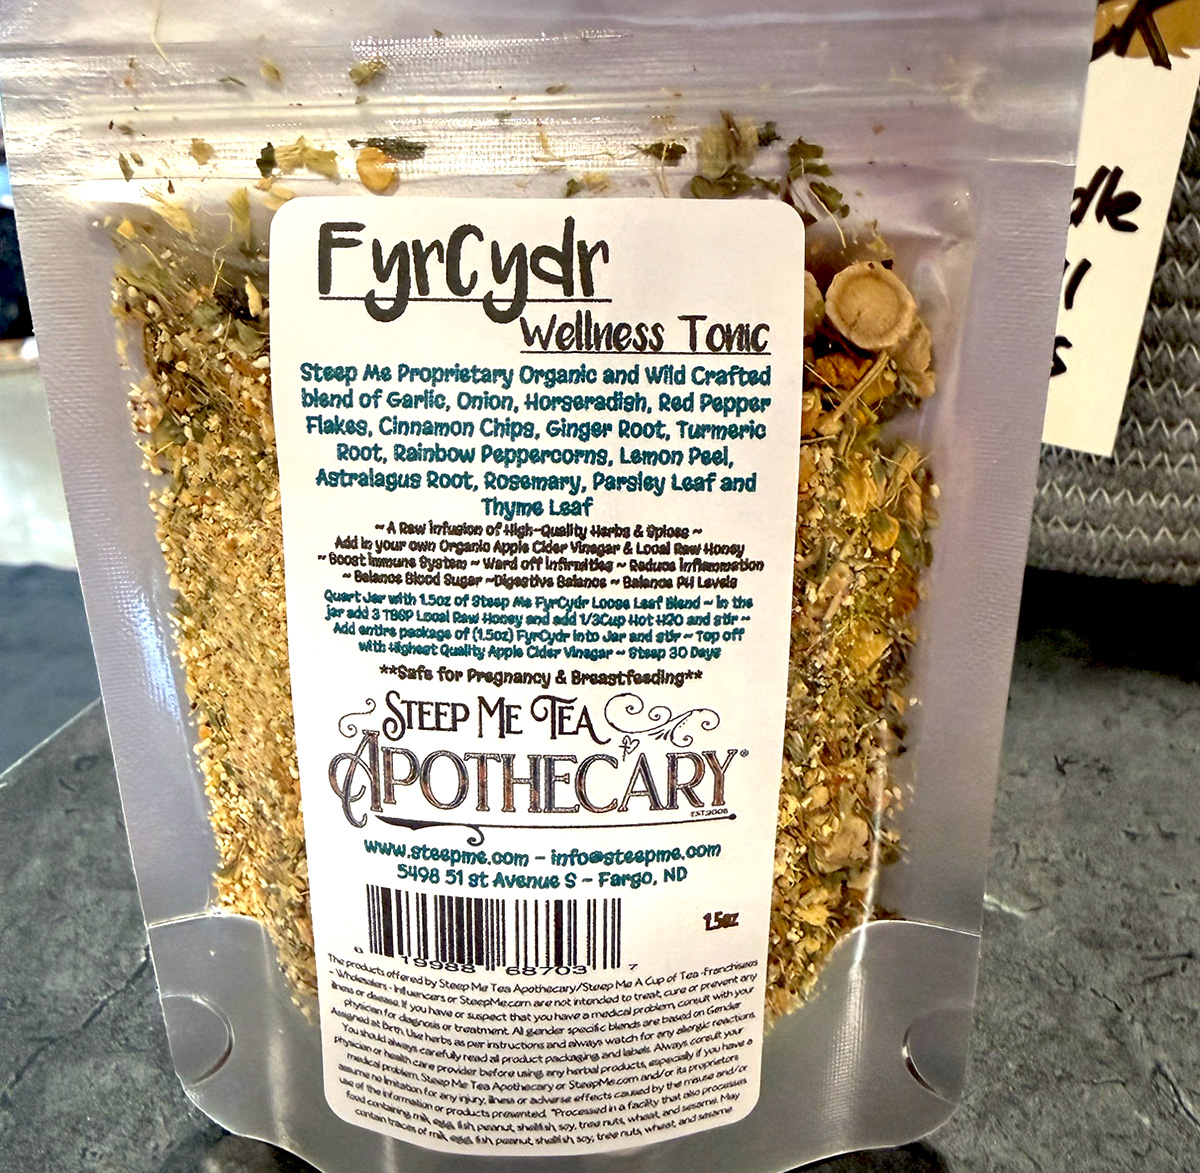 FyrCydr
Wellness Tonic
Steep Me Proprietary Organic and Wild Crafted
blend of Garlic, Onion, Horseradish, Red Pepper
Flakes, Cinnamon Chips, Ginger Root, Turmeric
Root, Rainbow Peppercorns, Lemon Peel,
Astralagus Root, Rosemary, Parsley Leaf and
Thyme Leaf
~ A Raw Infusion of High-Quality Herbs & Spices ~
Add in your own Organic Apple Cider Vinegar & Local Raw Honey
~ Boost Immune System ~ Ward off Infirmities ~ Reduce Inflammation
~ Balance Blood Sugar ~Digestive Balance ~ Balance PH Levels
Quart Jar with 1.5oz of Steep Me FyrCydr Loose Leaf Blend ~ In the
jar add 3 TBSP Local Raw Honey and add 1/3Cup Hot H2O and stir ~
Add entire package of (1.5oz) FyrCydr into Jar and stir ~ Top off
with Highest Quality Apple Cider Vinegar ~ Steep 30 Days
**Safe for Pregnancy & Breastfeeding**
STEEP ME TEA
APOTHECARY®
EST.2008
www.steepme.com - info@steepme.com
5498 51 st Avenue S - Fargo, ND
1.5oz
6 19988 68703 7
The products offered by Steep Me Tea Apothecary/Steep Me A Cup of Tea -Franchisees
- Wholesalers - Influencers or SteepMe.com are not intended to treat, cure or prevent any
illness or disease. If you have or suspect that you have a medical problem, consult with your
physician for diagnosis or treatment. All gender specific blends are based on Gender
Assigned at Birth. Use herbs as per instructions and always watch for any allergic reactions.
You should always carefully read all product packaging and labels. Always consult your
physician or health care provider before using any herbal products, especially if you have a
medical problem. Steep Me Tea Apothecary or SteepMe.com and/or its proprietors
assume no limitation for any injury, illness or adverse effects caused by the misuse and/or
use of the information or products presented. *Processed in a facility that also processes
food containing milk, egg, fish, peanut, shellfish, soy, tree nuts, wheat, and sesame. May
contain traces of milk, egg, fish, peanut, shellfish, soy, tree nuts, wheat, and sesame